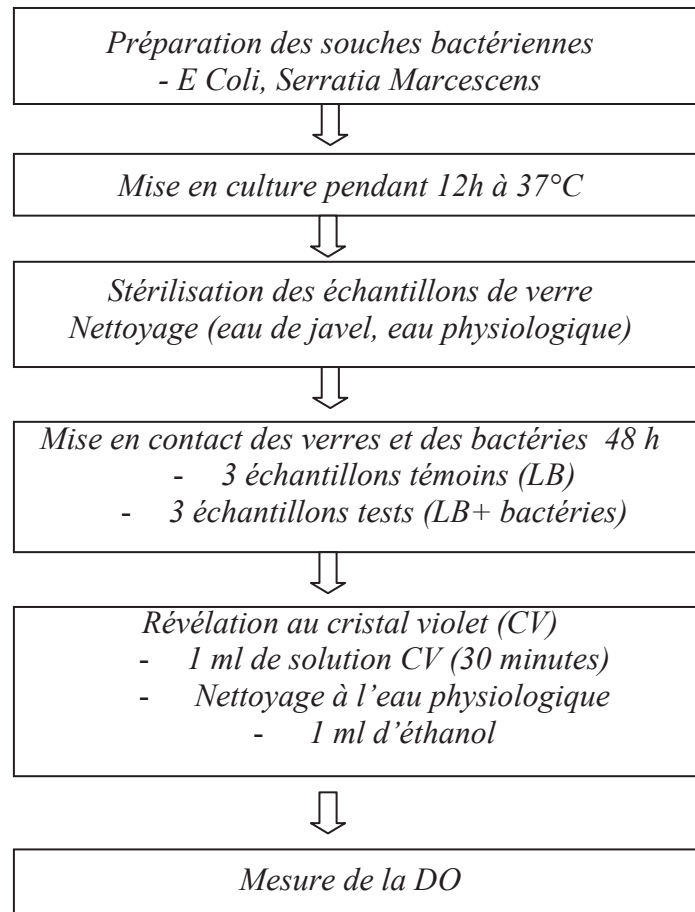 Préparation des souches bactériennes
- E Coli, Serratia Marcescens
Mise en culture pendant 12h à 37°C
Stérilisation des échantillons de verre
Nettoyage (eau de javel, eau physiologique)
Mise en contact des verres et des bactéries 48 h
- 3 échantillons témoins (LB)
- 3 échantillons tests (LB+ bactéries)
Révélation au cristal violet (CV)
- 1 ml de solution CV (30 minutes)
- Nettoyage à l'eau physiologique
- 1 ml d'éthanol
Mesure de la DO